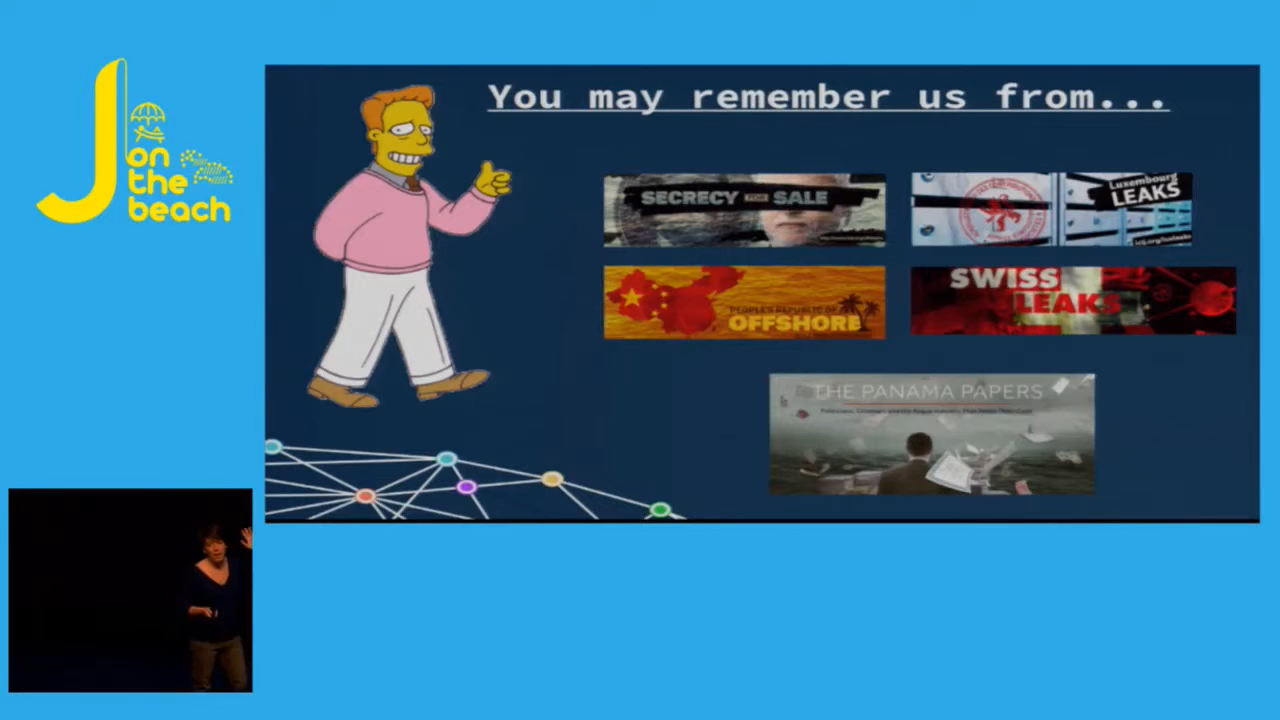 J on
the
beach
You may remember us from...
SECRECY FOR SALE
Luxembourg
LEAKS
PEOPLE'S REPUBLIC OF
OFFSHORE
SWISS
LEAKS
THE PANAMA PAPERS